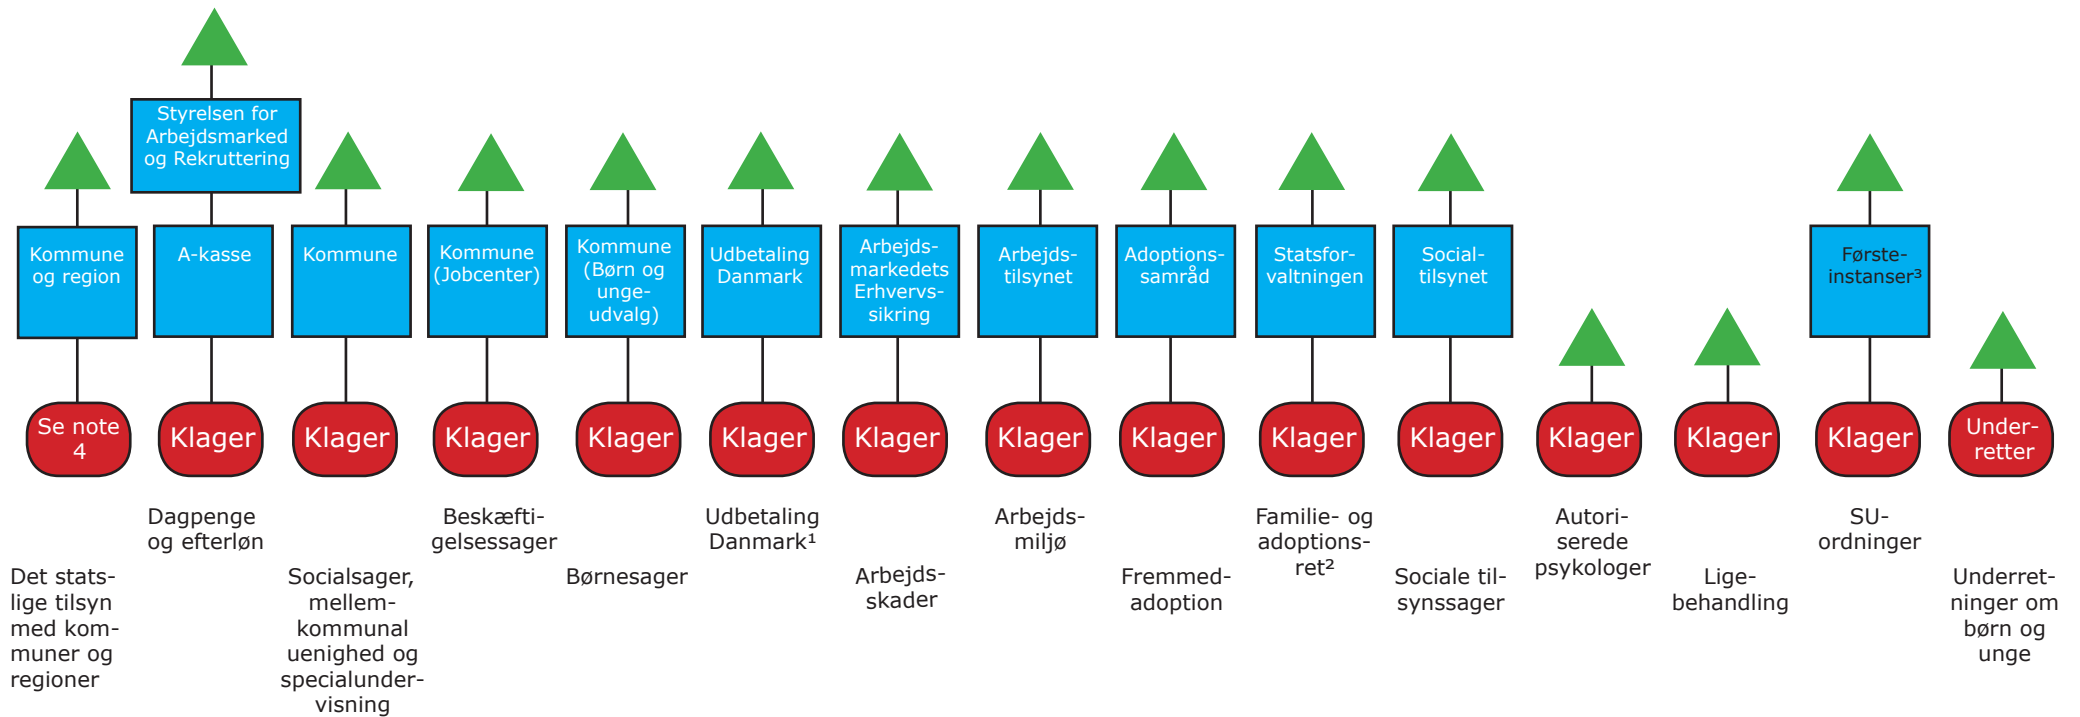 Styrelsen for
Arbejdsmarked
og Rekruttering
Kommune
og region
A-kasse
Kommune
Kommune
(Jobcenter)
Kommune
(Børn og
unge-
udvalg)
Udbetaling
Danmark
Arbejds-
markedets
Erhvervs-
sikring
Arbejds-
tilsynet
Adoptions-
samråd
Statsfor-
valtningen
Social-
tilsynet
Første-
instanser³
Se note
4
Klager
Klager
Klager
Klager
Klager
Klager
Klager
Klager
Klager
Klager
Klager
Klager
Klager
Under-
retter
Det stats-
lige tilsyn
med kom-
muner og
regioner
Dagpenge
og efterløn
Socialsager,
mellem-
kommunal
uenighed og
specialunder-
visning
Beskæfti-
gelsessager
Børnesager
Udbetaling
Danmark¹
Arbejds-
skader
Arbejds-
miljø
Fremmed-
adoption
Familie- og
adoptions-
ret²
Sociale til-
synssager
Autori-
serede
psykologer
Lige-
behandling
SU-
ordninger
Underret-
ninger om
børn og
unge